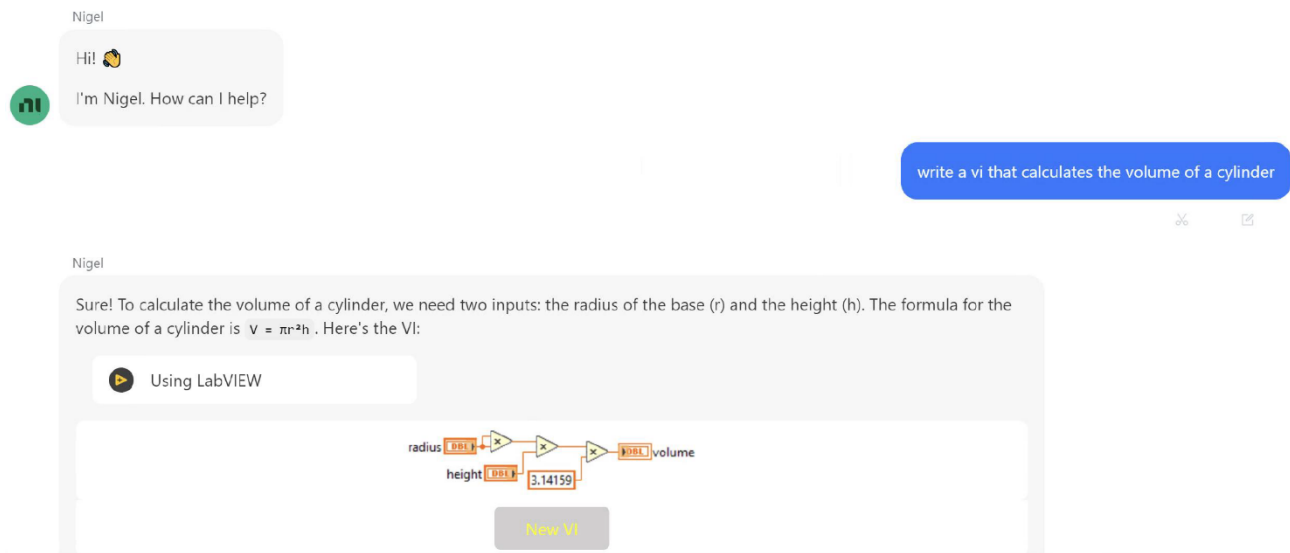 Nigel
Hi! 👋
I'm Nigel. How can I help?
write a vi that calculates the volume of a cylinder
Nigel
Sure! To calculate the volume of a cylinder, we need two inputs: the radius of the base (r) and the height (h). The formula for the
volume of a cylinder is V = πr²h. Here's the VI:
Using LabVIEW
radius DBL volume
height DBL 3.14159 DBL
New VI